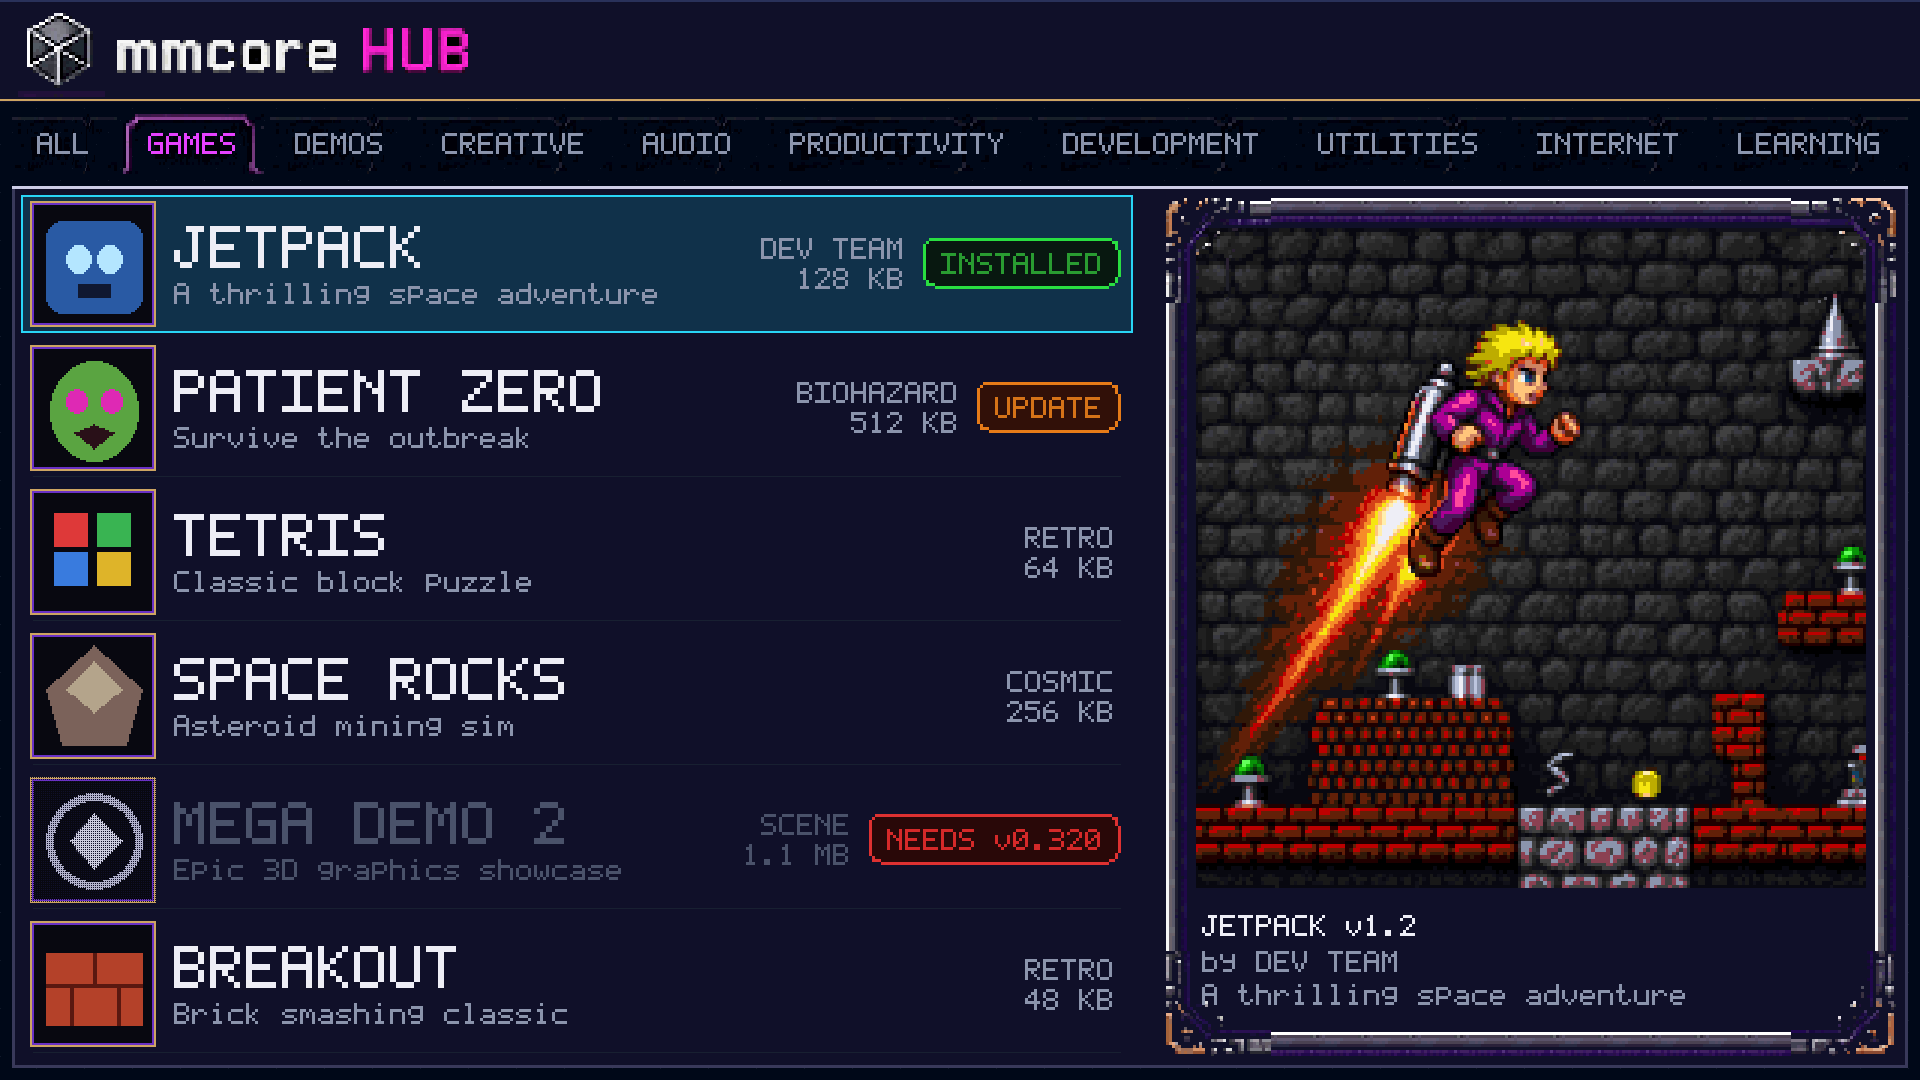 mmcore HUB
ALL GAMES DEMOS CREATIVE AUDIO PRODUCTIVITY DEVELOPMENT UTILITIES INTERNET LEARNING
JETPACK
A thrilling space adventure
DEV TEAM
128 KB
INSTALLED
PATIENT ZERO
Survive the outbreak
BIOHAZARD
512 KB
UPDATE
TETRIS
Classic block Puzzle
RETRO
64 KB
SPACE ROCKS
Asteroid mining sim
COSMIC
256 KB
MEGA DEMO 2
Epic 3D graphics showcase
SCENE
1.1 MB
NEEDS v0.320
BREAKOUT
Brick smashing classic
RETRO
48 KB
JETPACK v1.2
by DEV TEAM
A thrilling space adventure